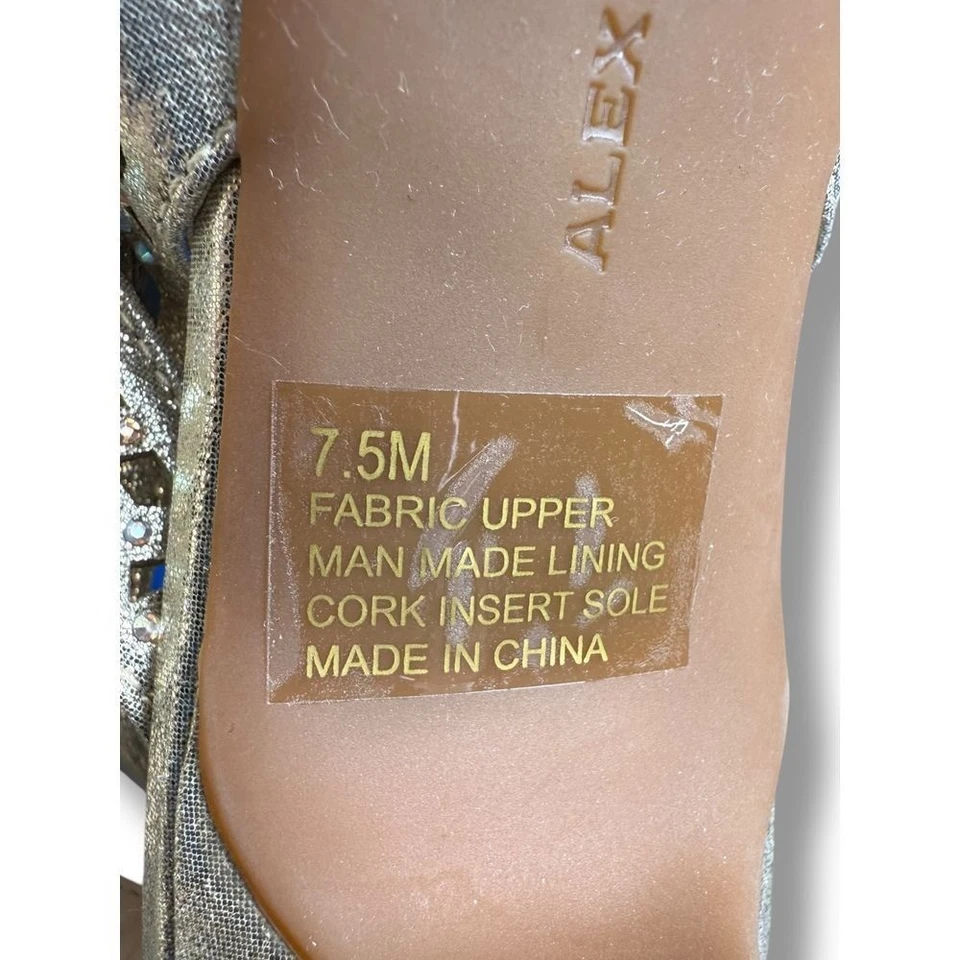 ALEX
7.5M
FABRIC UPPER
MAN MADE LINING
CORK INSERT SOLE
MADE IN CHINA